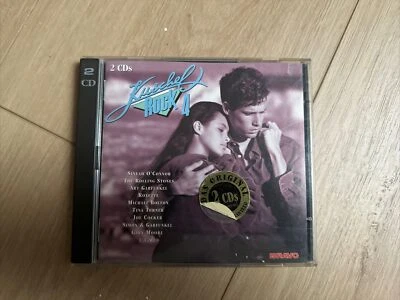 2
CD
2 CDs
Kuschel
ROCK 4
SINEAD O'CONNOR
THE ROLLING STONES
ART GARFUNKEL
ROXETTE
MICHAEL BOLTON
TINA TURNER
JOE COCKER
SIMON & GARFUNKEL
GARY MOORE
DAS ORIGINAL
2 CDs
BRAVO